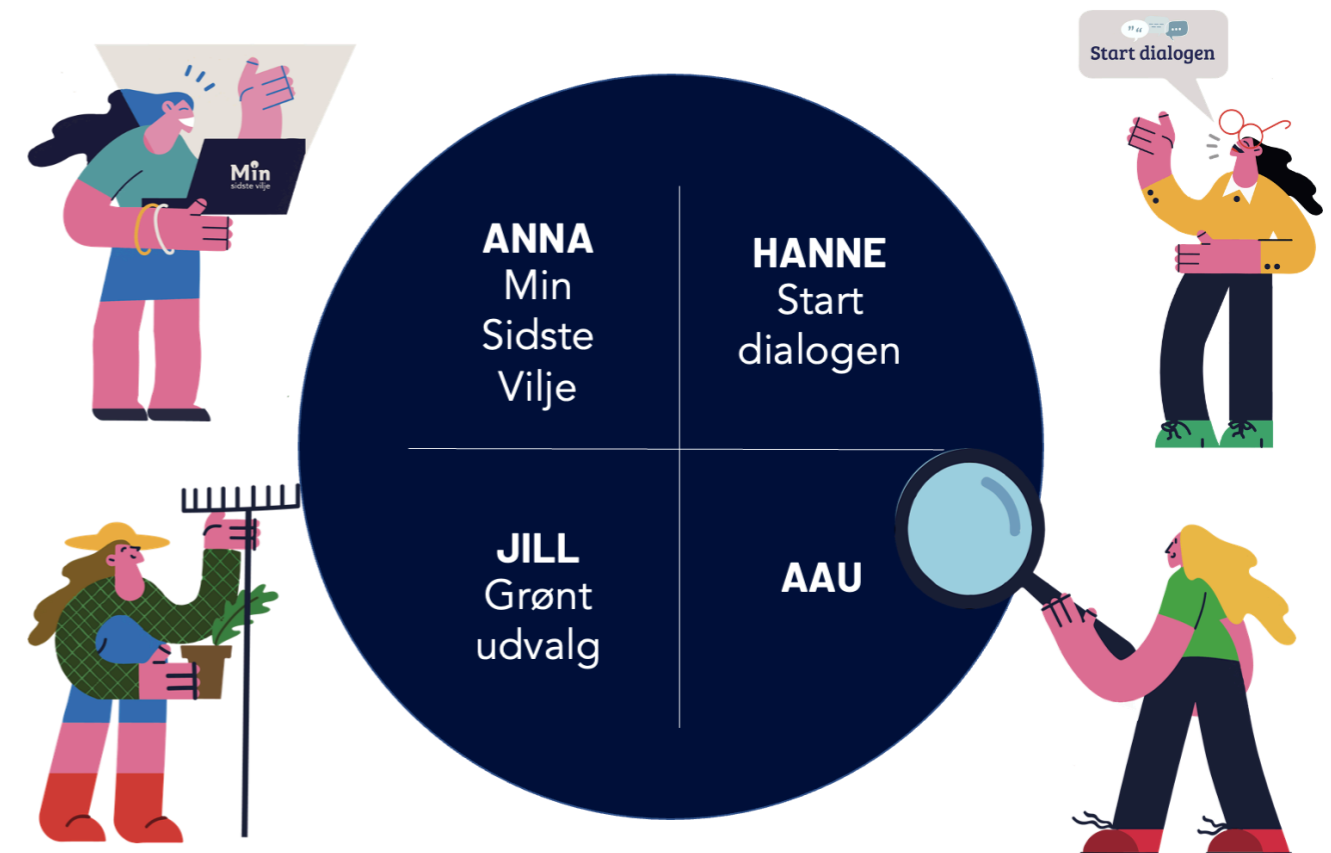 Start dialogen
Min
sidste vilje
ANNA
Min
Sidste
Vilje
HANNE
Start
dialogen
JILL
Grønt
udvalg
AAU